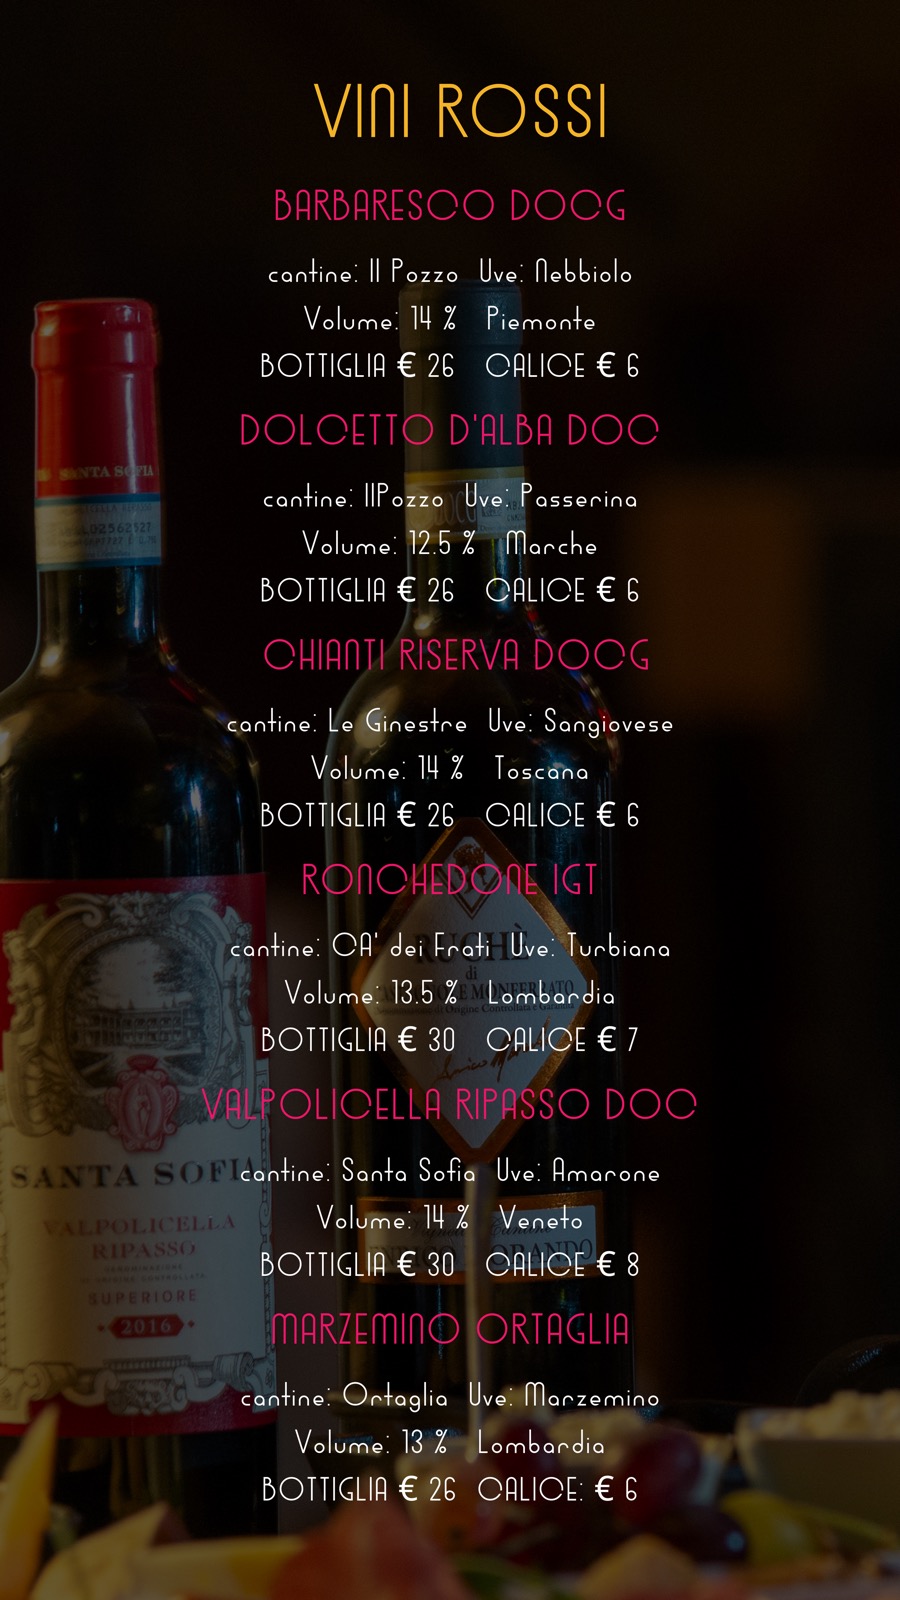 VINI ROSSI
BARBARESCO DOCG
cantine: Il Pozzo Uve: Nebbiolo
Volume: 14 % Piemonte
BOTTIGLIA € 26 CALICE € 6
DOLCETTO D'ALBA DOC
cantine: IlPozzo Uve: Passerina
Volume: 12.5 % Marche
BOTTIGLIA € 26 CALICE € 6
CHIANTI RISERVA DOCG
cantine: Le Ginestre Uve: Sangiovese
Volume: 14 % Toscana
BOTTIGLIA € 26 CALICE € 6
RONCHEDONE IGT
cantine: CA' dei Frati Uve: Turbiana
Volume: 13.5 % Lombardia
BOTTIGLIA € 30 CALICE € 7
VALPOLICELLA RIPASSO DOC
cantine: Santa Sofia Uve: Amarone
Volume: 14 % Veneto
BOTTIGLIA € 30 CALICE € 8
MARZEMINO ORTAGLIA
cantine: Ortaglia Uve: Marzemino
Volume: 13 % Lombardia
BOTTIGLIA € 26 CALICE: € 6
SANTA SOFIA
SANTA SOFIA
VALPOLICELLA
RIPASSO
SUPERIORE
2016
RUCHÈ
di